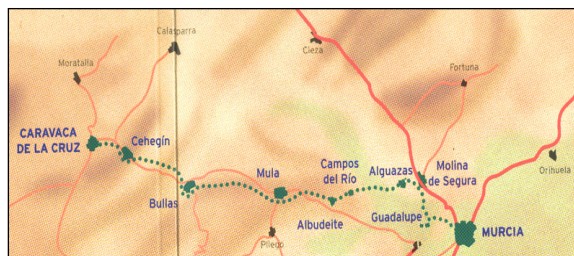 Calasparra
Cieza
Moratalla
Fortuna
CARAVACA
DE LA CRUZ
Cehegín
Mula
Campos
del Río
Alguazas
Molina
de Segura
Orihuela
Bullas
Albudeite
Guadalupe
Pliego
MURCIA